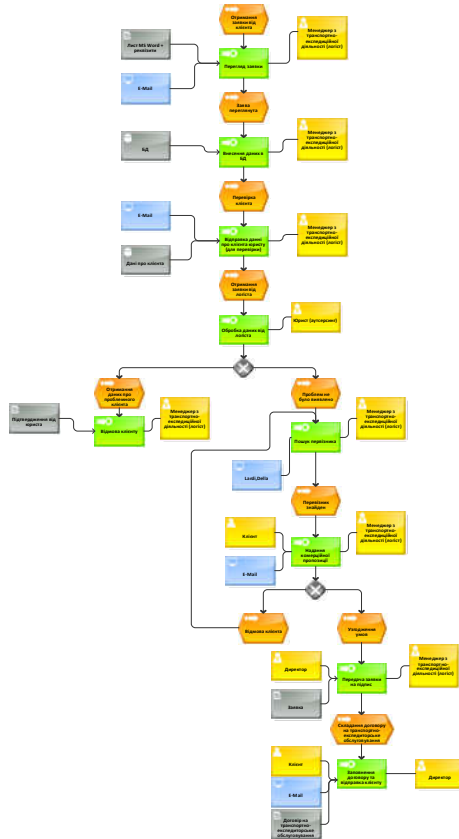 Отримання
заявки від
клієнта
Лист MS Word +
реквізити
Менеджер з
транспортно-
експедиційної
діяльності (логіст)
Перегляд заявки
E-Mail
Заявка
переглянута
БД
Внесення даних в
БД
Менеджер з
транспортно-
експедиційної
діяльності (логіст)
Перевірка
клієнта
E-Mail
Відправка данні
про клієнта юристу
(для перевірки)
Менеджер з
транспортно-
експедиційної
діяльності (логіст)
Дані про клієнта
Отримання
заявки від
логіста
Обробка даних від
логіста
Юрист (аутсорсинг)
Отримання
даних про
проблемного
клієнта
Проблем не
було виявлено
Підтвердження від
юриста
Відмова клієнту
Менеджер з
транспортно-
експедиційної
діяльності (логіст)
Пошук перевізника
Менеджер з
транспортно-
експедиційної
діяльності (логіст)
Lardi,Della
Перевізник
знайден
Клієнт
Надання
комерційної
пропозиції
Менеджер з
транспортно-
експедиційної
діяльності (логіст)
E-Mail
Відмова клієнта
Узгодження
умов
Директор
Передача заявки
на підпис
Менеджер з
транспортно-
експедиційної
діяльності (логіст)
Заявка
Складання договору
на транспортно-
експедиторське
обслуговування
Клієнт
Заповнення
договору та
відправка клієнту
Директор
E-Mail
Договір на
транспортно-
експедиторське
обслуговування